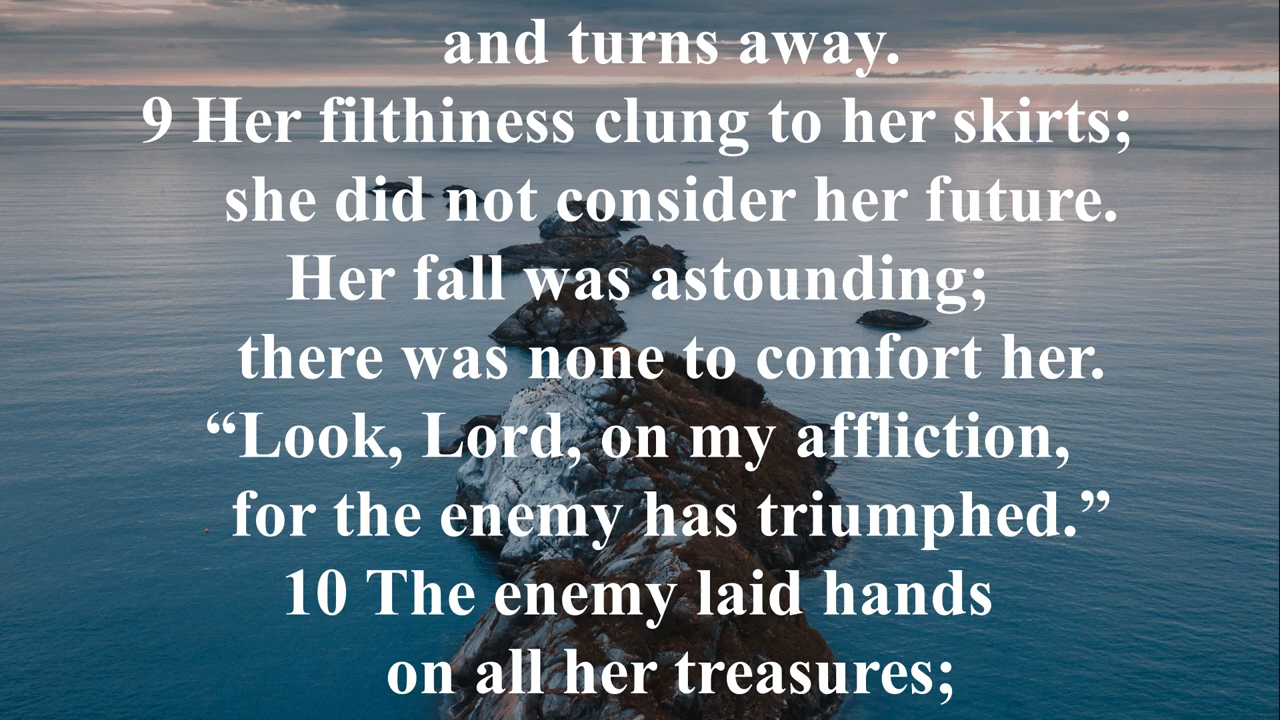 and turns away.
9 Her filthiness clung to her skirts;
she did not consider her future.
Her fall was astounding;
there was none to comfort her.
“Look, Lord, on my affliction,
for the enemy has triumphed.”
10 The enemy laid hands
on all her treasures;